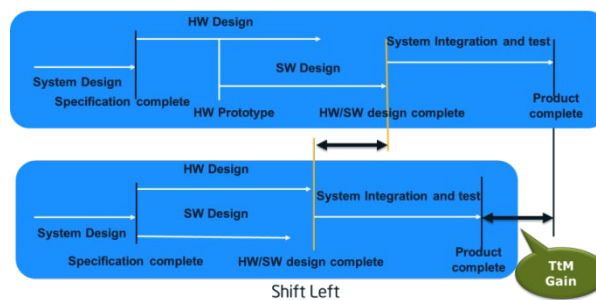 HW Design
System Integration and test
System Design
SW Design
Specification complete
HW Prototype
HW/SW design complete
Product
complete
HW Design
System Integration and test
SW Design
System Design
Specification complete
HW/SW design complete
Product
complete
TtM
Gain
Shift Left